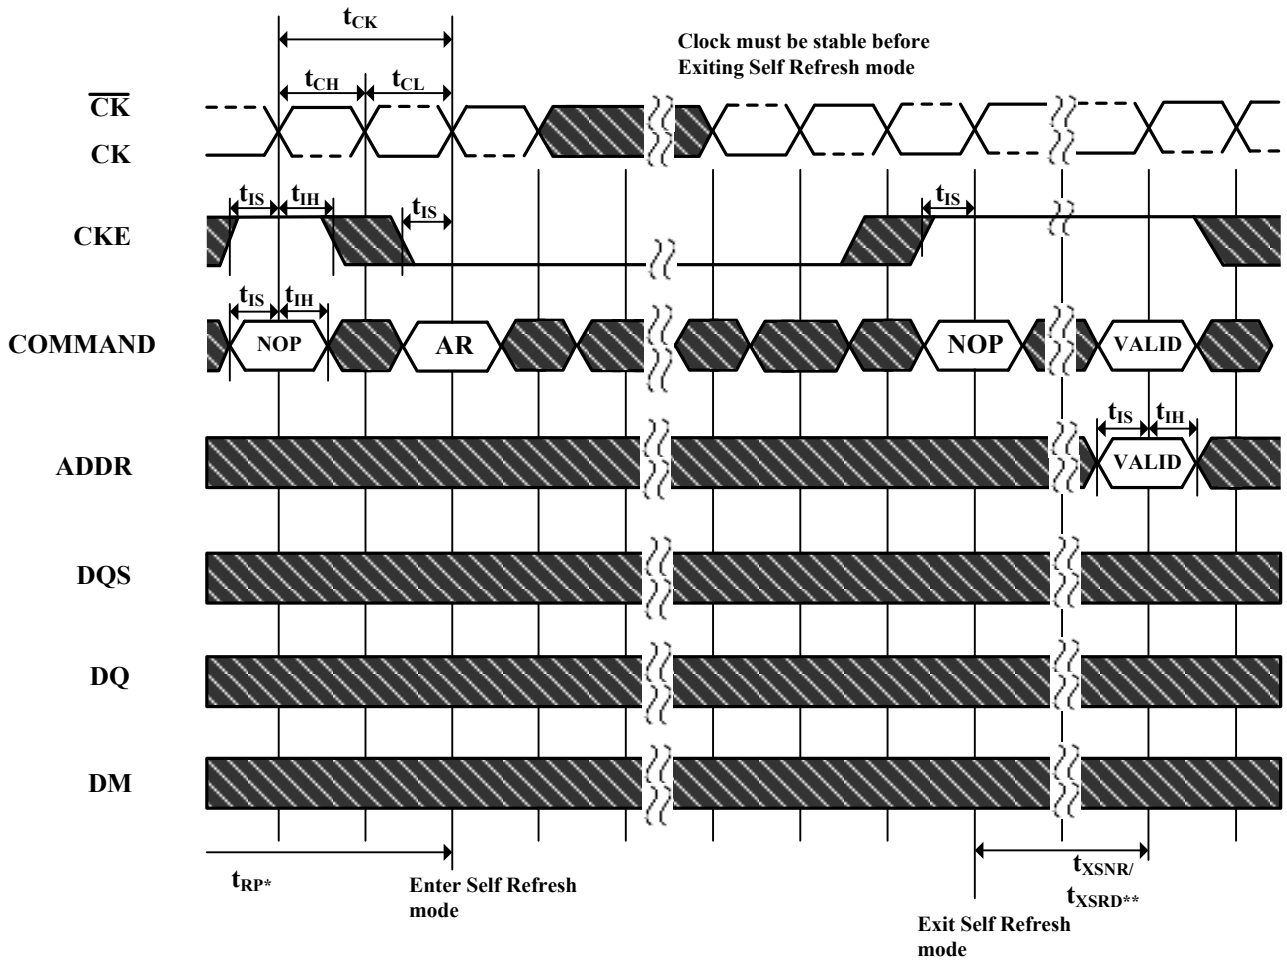 tCK
Clock must be stable before
Exiting Self Refresh mode
tCH tCL
CK
CK
tIS tIH tIS tIS
CKE
tIS tIH
COMMAND NOP AR NOP VALID
tIS tIH
ADDR VALID
DQS
DQ
DM
tRP*
Enter Self Refresh
mode
tXSNR/
tXSRD**
Exit Self Refresh
mode